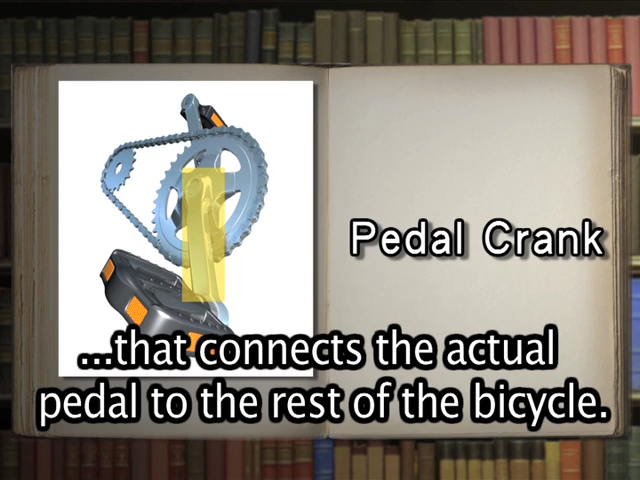 Pedal Crank
...that connects the actual
pedal to the rest of the bicycle.